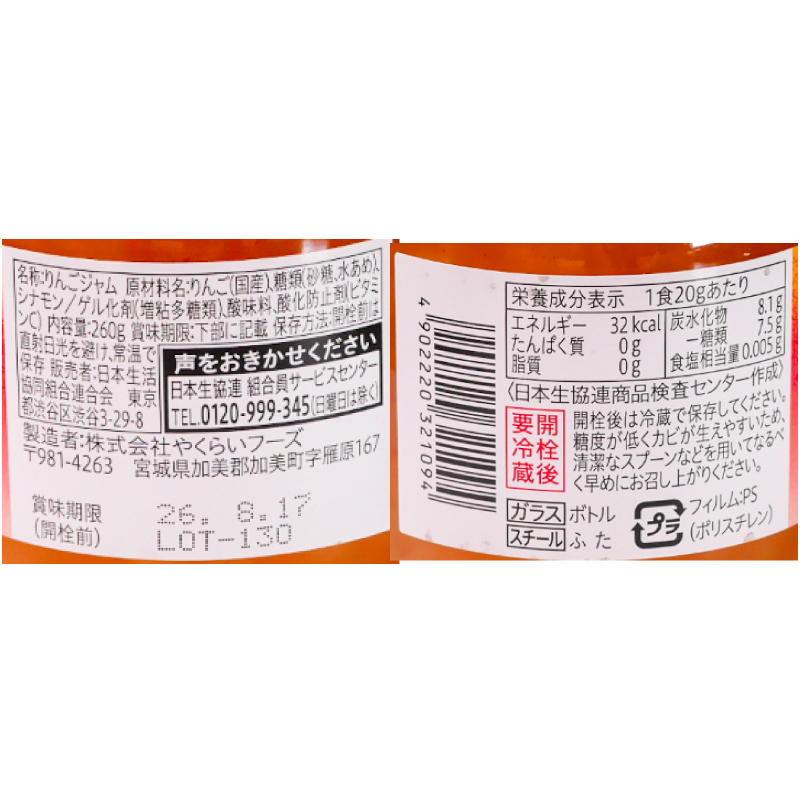 名称:りんごジャム 原材料名:りんご(国産)、糖類(砂糖、水あめ)、
シナモン/ゲル化剤(増粘多糖類)、酸味料、酸化防止剤(ビタミ
ンC) 内容量:260g 賞味期限:下部に記載 保存方法:開栓前は
直射日光を避け、常温で
保存 販売者:日本生活
協同組合連合会 東京
都渋谷区渋谷3-29-8
声をおきかせください
日本生協連 組合員サービスセンター
TEL.0120-999-345(日曜日は除く)
製造者:株式会社やくらいフーズ
〒981-4263 宮城県加美郡加美町字雁原167
賞味期限
(開栓前)
26. 8.17
LOT-130
4 902220 321094
栄養成分表示 1食20gあたり
エネルギー 32kcal
たんぱく質 0g
脂質 0g
炭水化物 8.1g
ー糖類 7.5g
食塩相当量 0.005g
〈日本生協連商品検査センター作成〉
開栓後
要冷蔵
開栓後は冷蔵で保存してください。
糖度が低くカビが生えやすいため、
清潔なスプーンなどを用いてなるべ
く早めにお召し上がりください。
ガラス ボトル
スチール ふた
プラ
フィルム:PS
(ポリスチレン)